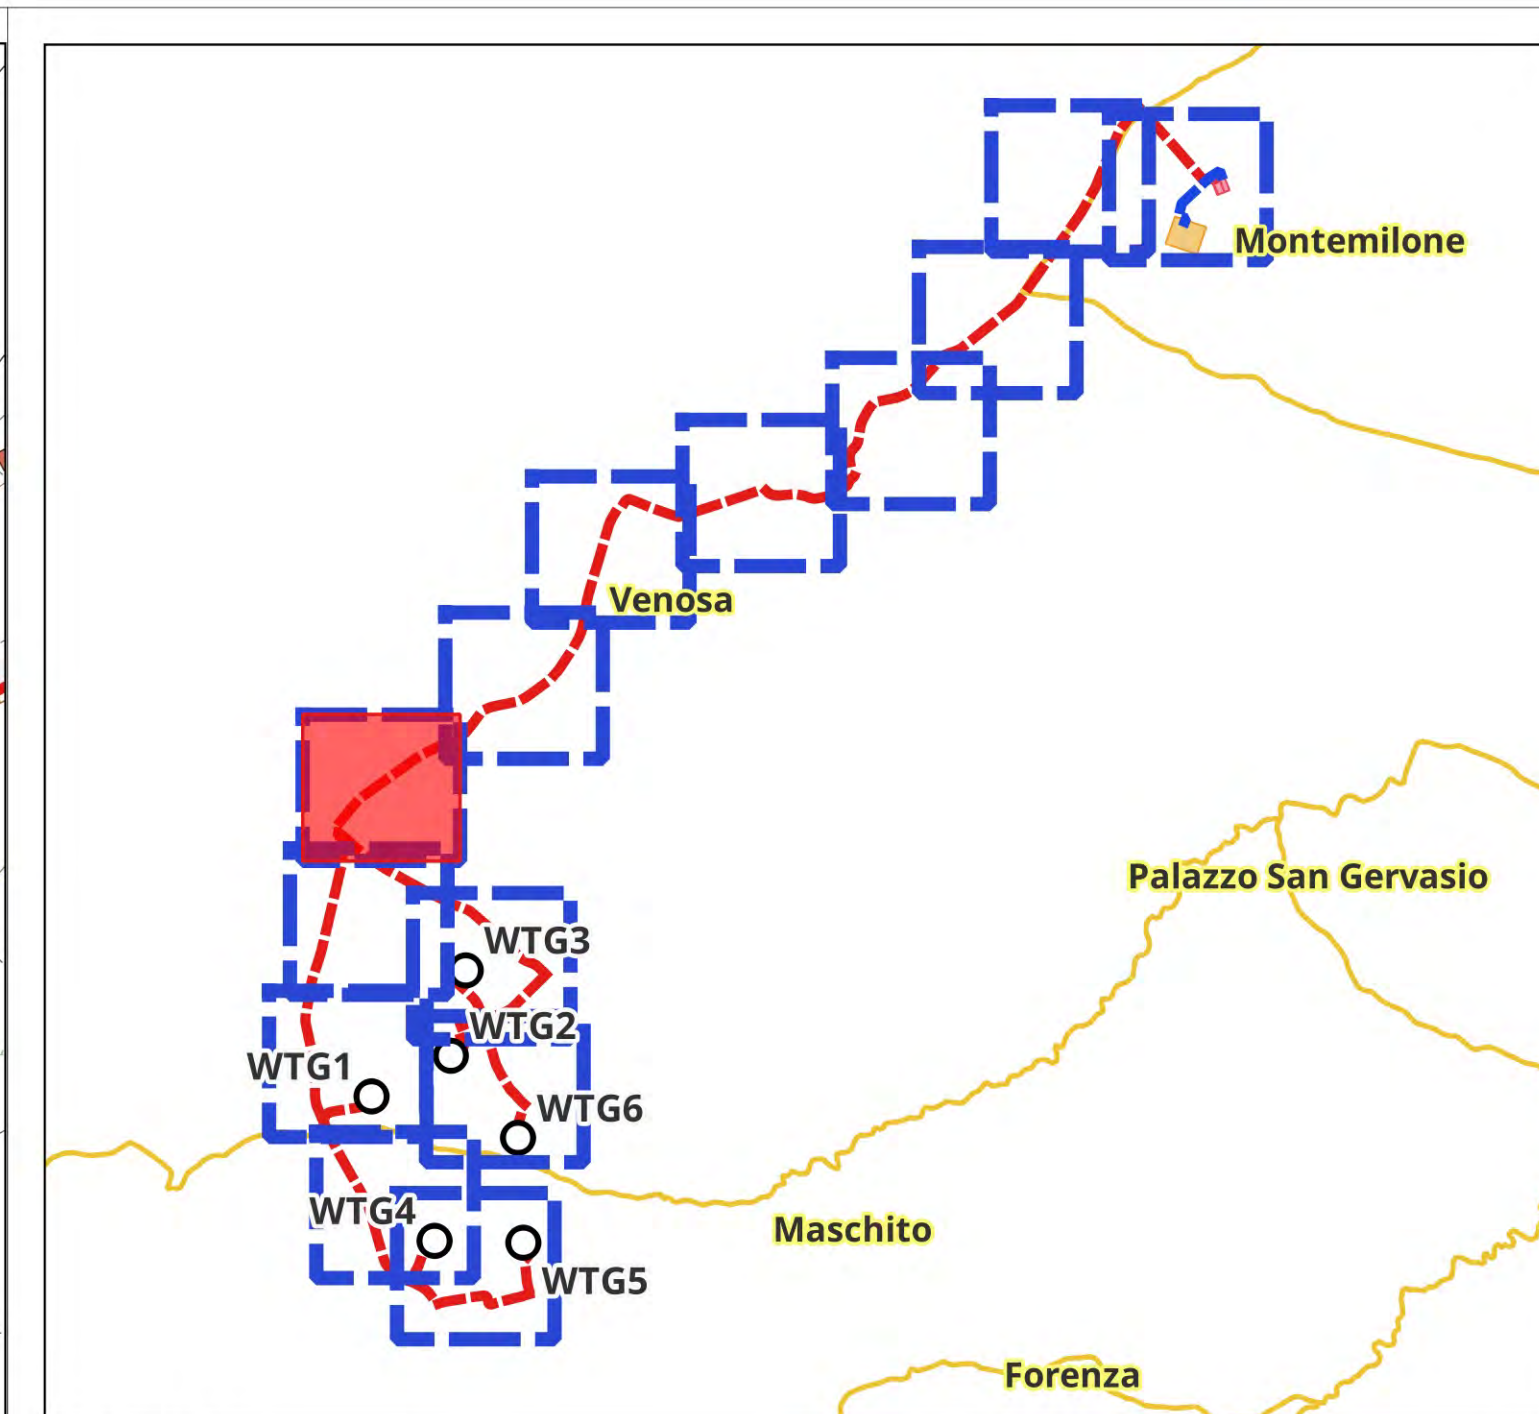 Montemilone
Venosa
Palazzo San Gervasio
WTG3
WTG2
WTG1
WTG6
WTG4
Maschito
WTG5
Forenza